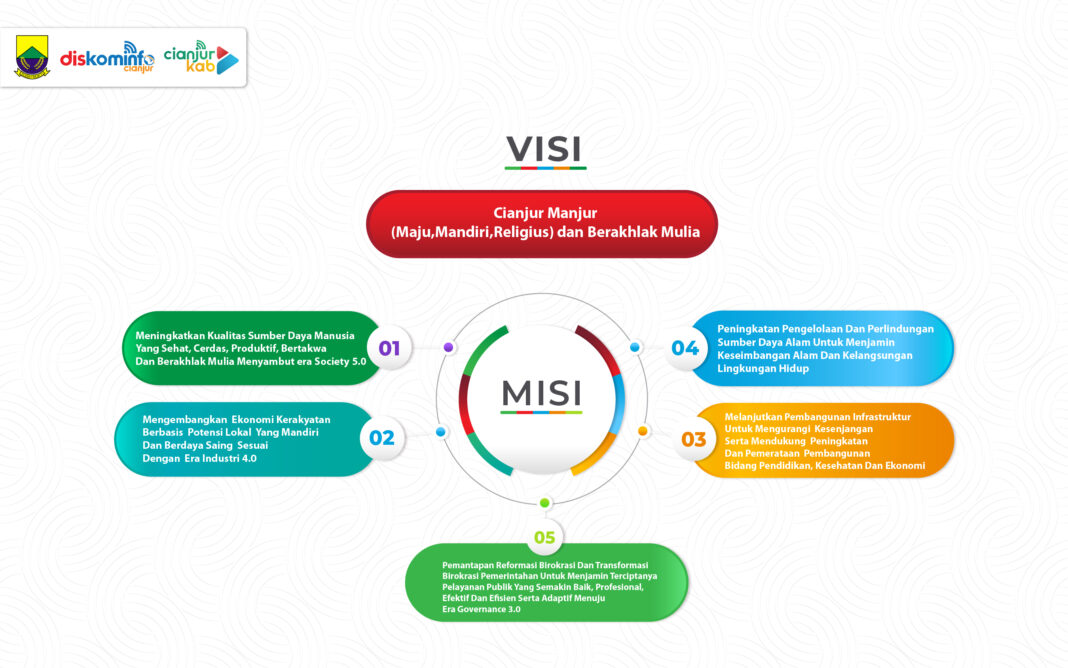 diskominfo
cianjur
cianjur
kab
VISI
Cianjur Manjur
(Maju,Mandiri,Religius) dan Berakhlak Mulia
MISI
01
Meningkatkan Kualitas Sumber Daya Manusia
Yang Sehat, Cerdas, Produktif, Bertakwa
Dan Berakhlak Mulia Menyambut era Society 5.0
02
Mengembangkan Ekonomi Kerakyatan
Berbasis Potensi Lokal Yang Mandiri
Dan Berdaya Saing Sesuai
Dengan Era Industri 4.0
03
Melanjutkan Pembangunan Infrastruktur
Untuk Mengurangi Kesenjangan
Serta Mendukung Peningkatan
Dan Pemerataan Pembangunan
Bidang Pendidikan, Kesehatan Dan Ekonomi
04
Peningkatan Pengelolaan Dan Perlindungan
Sumber Daya Alam Untuk Menjamin
Keseimbangan Alam Dan Kelangsungan
Lingkungan Hidup
05
Pemantapan Reformasi Birokrasi Dan Transformasi
Birokrasi Pemerintahan Untuk Menjamin Terciptanya
Pelayanan Publik Yang Semakin Baik, Profesional,
Efektif Dan Efisien Serta Adaptif Menuju
Era Governance 3.0